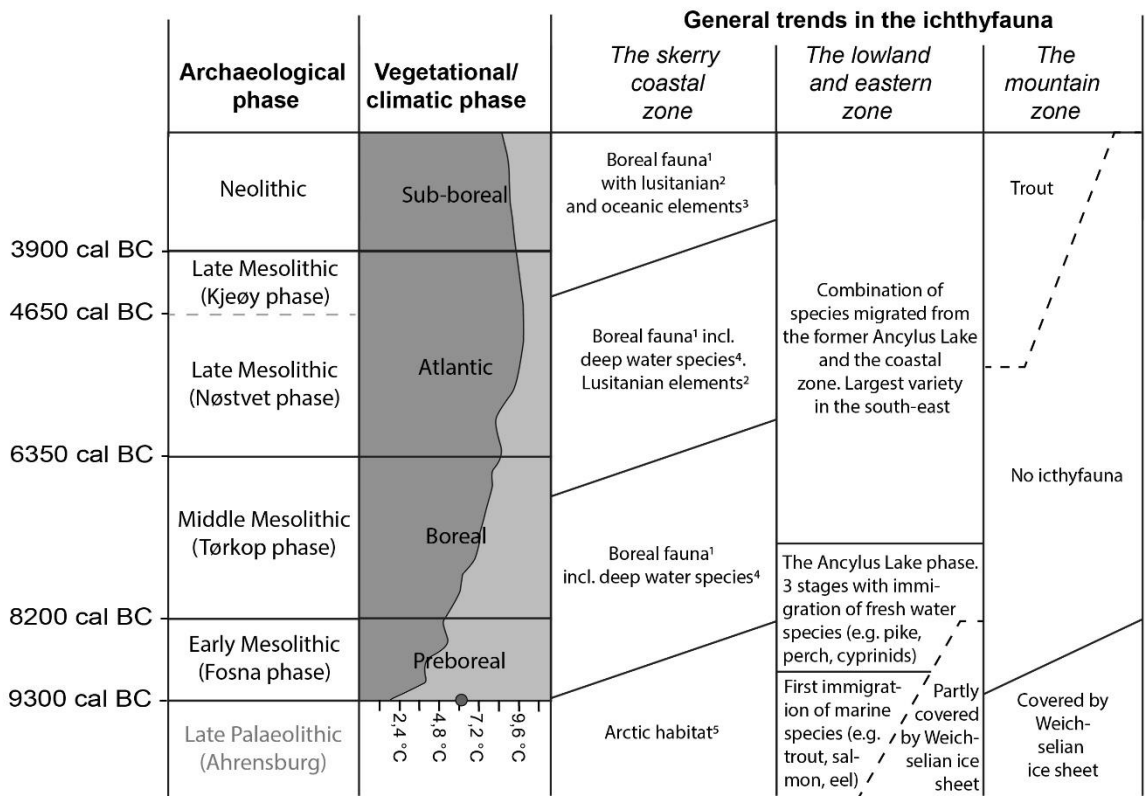 General trends in the ichthyfauna
Archaeological
phase
Vegetational/
climatic phase
The skerry
coastal
zone
The lowland
and eastern
zone
The
mountain
zone
Neolithic
Sub-boreal
Boreal fauna¹
with lusitanian²
and oceanic elements³
Trout
3900 cal BC
Late Mesolithic
(Kjeøy phase)
4650 cal BC
Late Mesolithic
(Nøstvet phase)
Atlantic
Boreal fauna¹ incl.
deep water species⁴.
Lusitanian elements²
Combination of
species migrated from
the former Ancylus Lake
and the coastal
zone. Largest variety
in the south-east
6350 cal BC
No icthyfauna
Middle Mesolithic
(Tørkop phase)
Boreal
Boreal fauna¹
incl. deep water species⁴
The Ancylus Lake phase.
3 stages with immi-
gration of fresh water
species (e.g. pike,
perch, cyprinids)
8200 cal BC
Early Mesolithic
(Fosna phase)
Preboreal
9300 cal BC
2,4 °C
4,8 °C
7,2 °C
9,6 °C
Late Palaeolithic
(Ahrensburg)
Arctic habitat⁵
First immigrat-
ion of marine
species (e.g.
trout, sal-
mon, eel)
Partly
covered
by Weich-
selian ice
sheet
Covered by
Weich-
selian
ice sheet